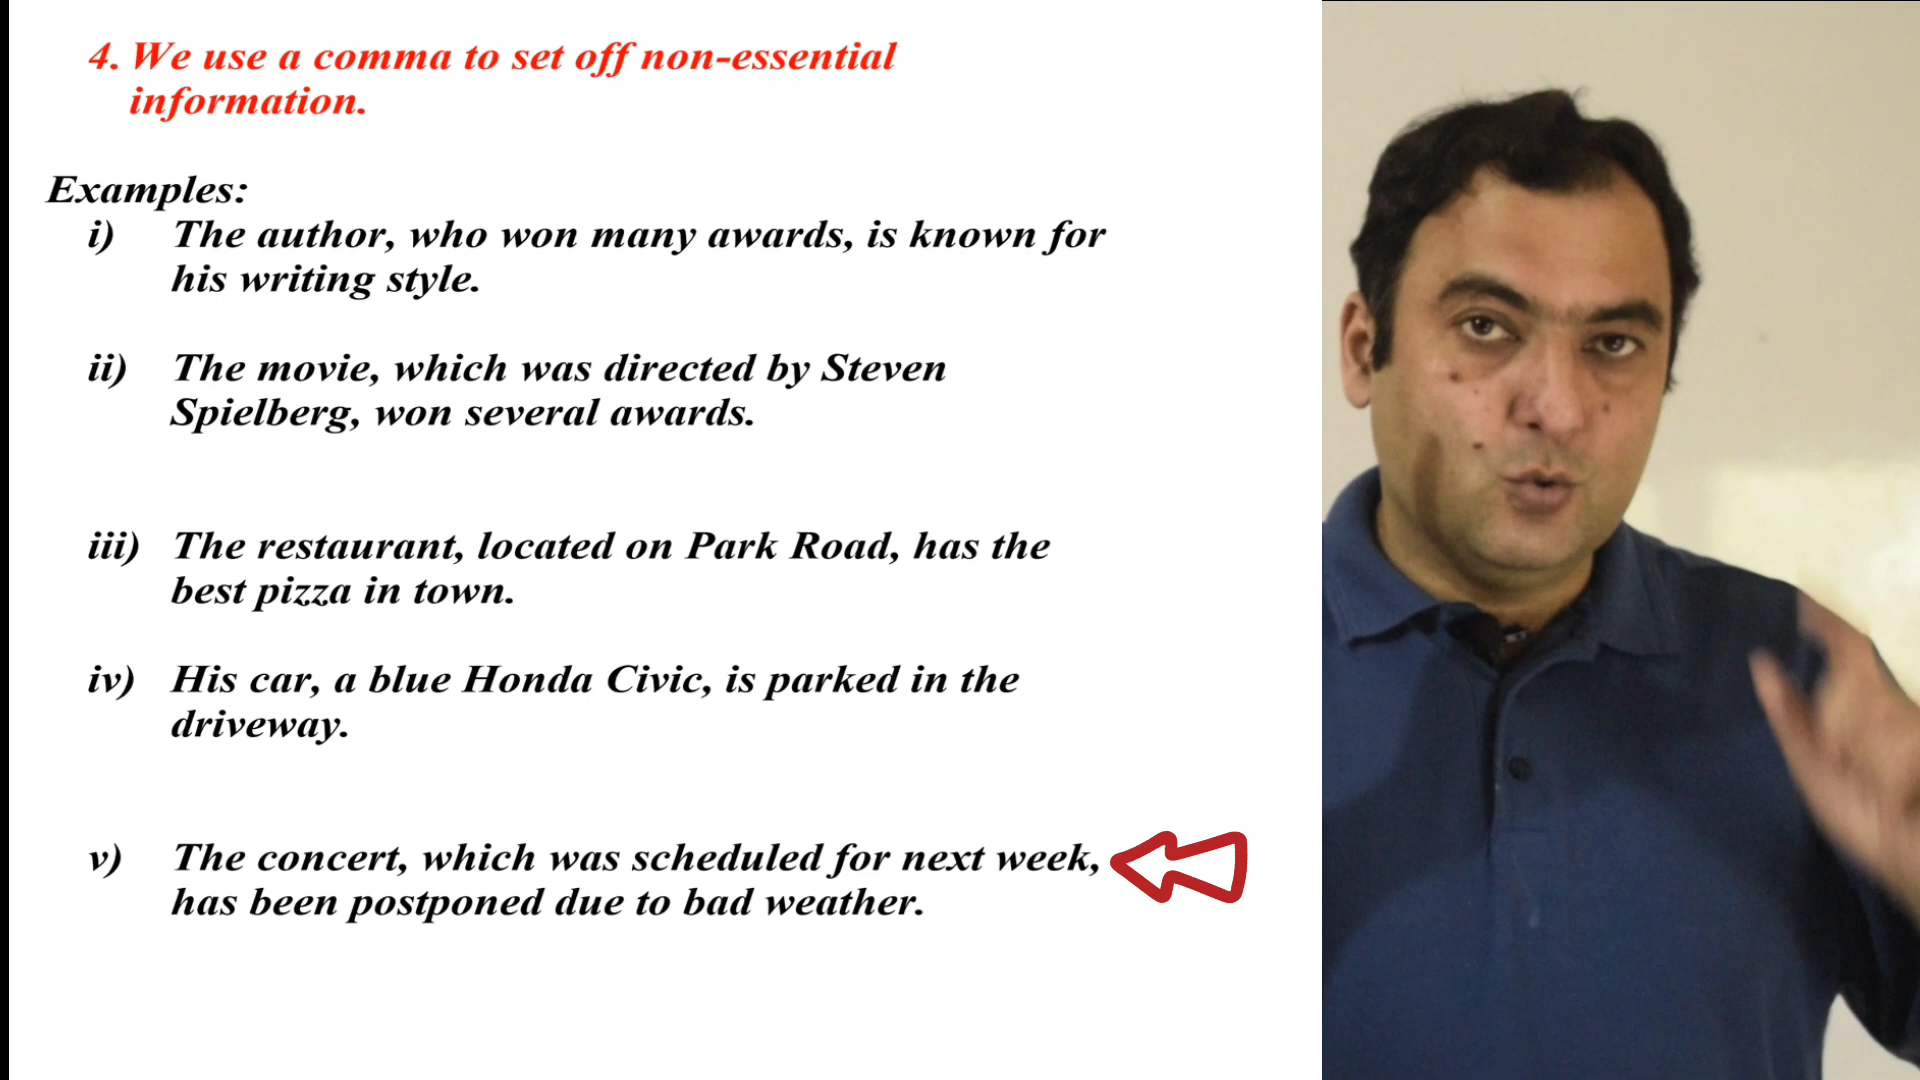 4. We use a comma to set off non-essential
information.
Examples:
i) The author, who won many awards, is known for
his writing style.
ii) The movie, which was directed by Steven
Spielberg, won several awards.
iii) The restaurant, located on Park Road, has the
best pizza in town.
iv) His car, a blue Honda Civic, is parked in the
driveway.
v) The concert, which was scheduled for next week,
has been postponed due to bad weather.